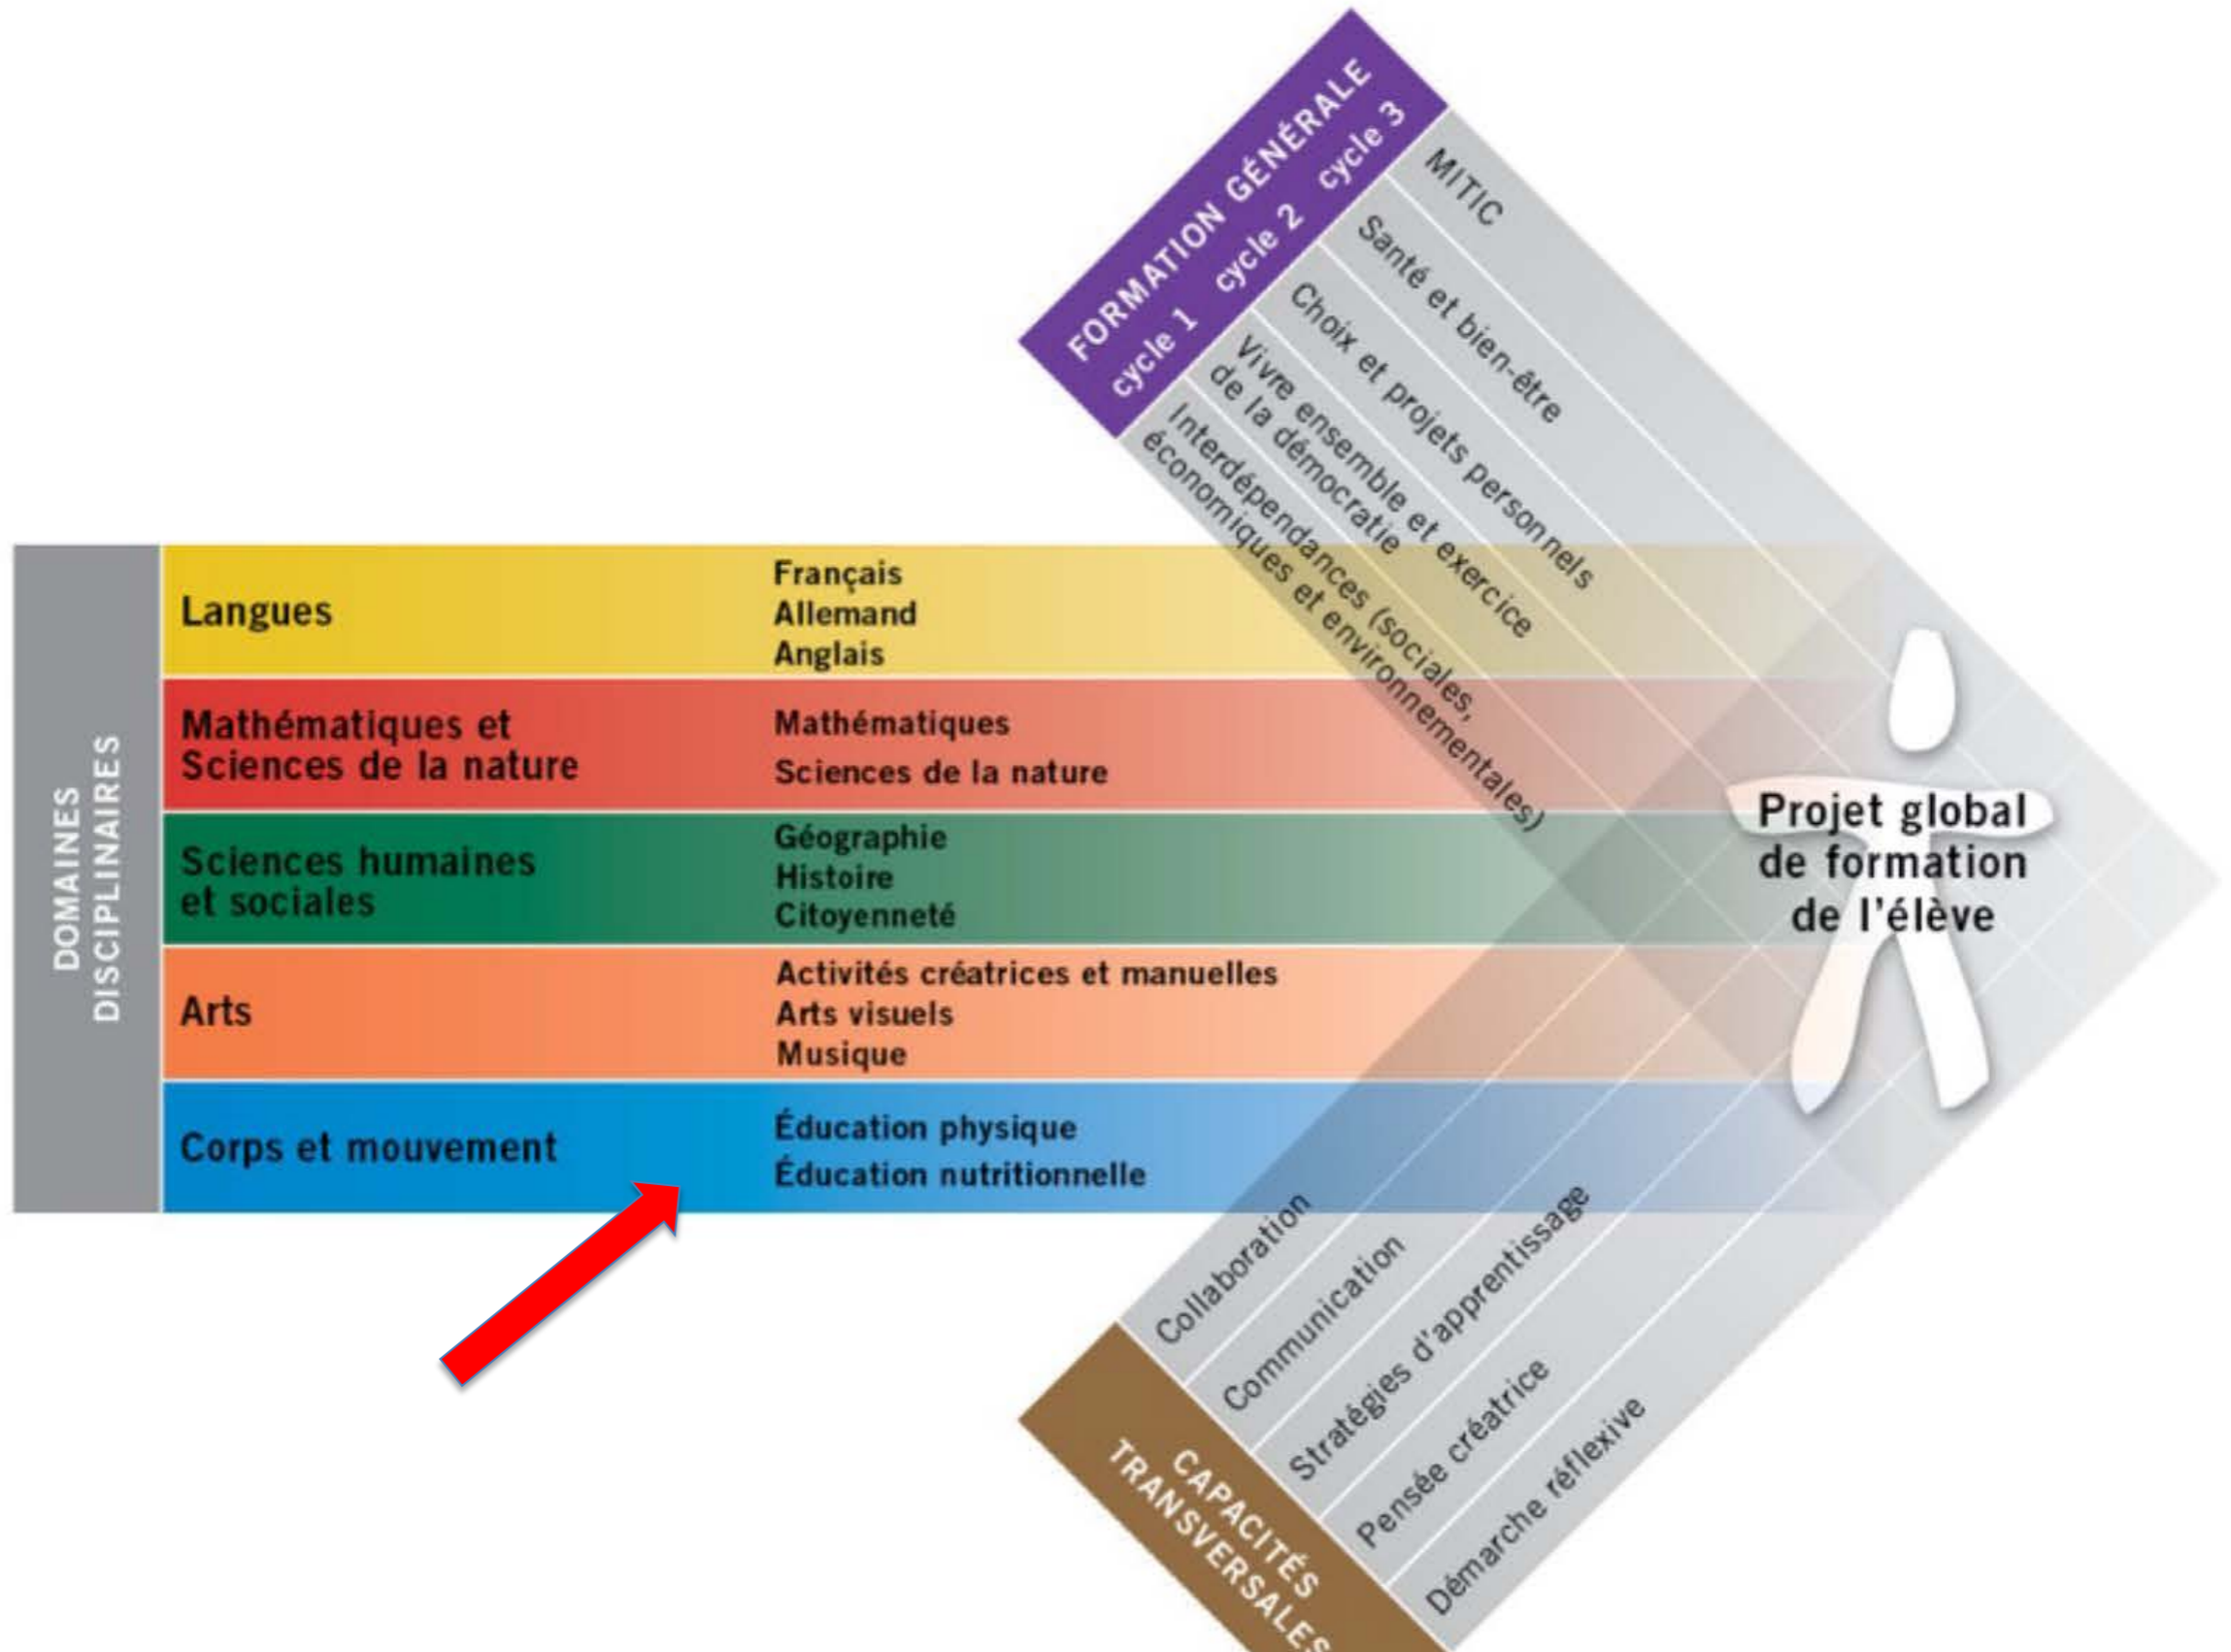 FORMATION GÉNÉRALE
cycle 1 cycle 2 cycle 3
MITIC
Santé et bien-être
Choix et projets personnels
Vivre ensemble et exercice
de la démocratie
Interdépendances (sociales,
économiques et environnementales)
DOMAINES
DISCIPLINAIRES
Langues
Français
Allemand
Anglais
Mathématiques et
Sciences de la nature
Mathématiques
Sciences de la nature
Sciences humaines
et sociales
Géographie
Histoire
Citoyenneté
Arts
Activités créatrices et manuelles
Arts visuels
Musique
Corps et mouvement
Éducation physique
Éducation nutritionnelle
Projet global
de formation
de l'élève
Collaboration
Communication
Stratégies d'apprentissage
Pensée créatrice
Démarche réflexive
CAPACITÉS
TRANSVERSALES